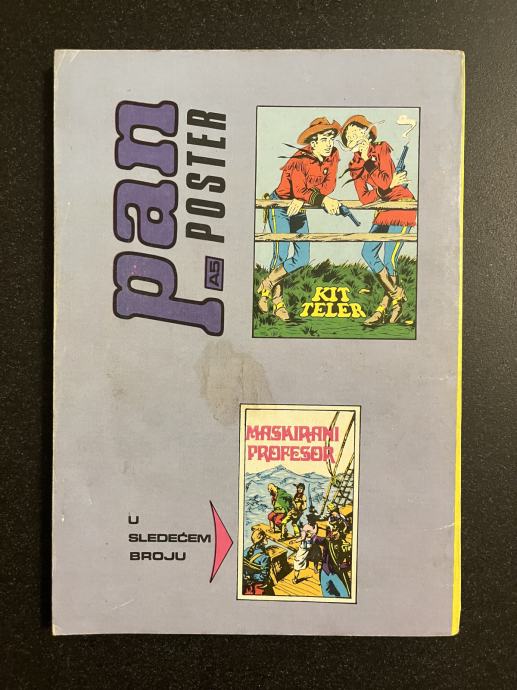 pan
A5 POSTER
KIT
TELER
MASKIRANI
PROFESOR
U
SLEDEĆEM
BROJU